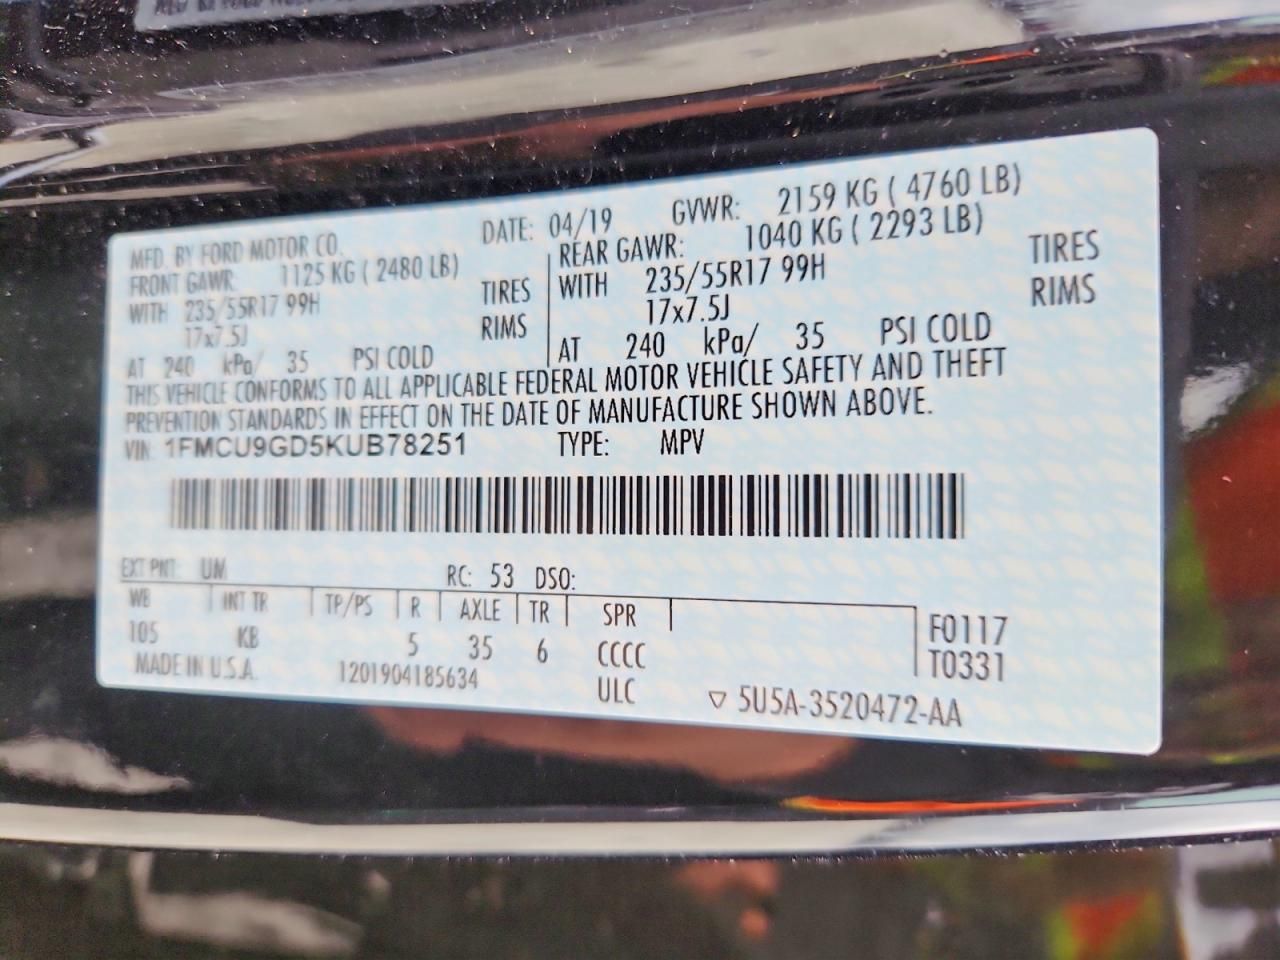 MFD. BY FORD MOTOR CO. DATE: 04/19 GVWR: 2159 KG ( 4760 LB)
FRONT GAWR: 1125 KG ( 2480 LB) REAR GAWR: 1040 KG ( 2293 LB)
WITH 235/55R17 99H TIRES WITH 235/55R17 99H TIRES
17x7.5J RIMS 17x7.5J RIMS
AT 240 kPa/ 35 PSI COLD AT 240 kPa/ 35 PSI COLD
THIS VEHICLE CONFORMS TO ALL APPLICABLE FEDERAL MOTOR VEHICLE SAFETY AND THEFT
PREVENTION STANDARDS IN EFFECT ON THE DATE OF MANUFACTURE SHOWN ABOVE.
VIN: 1FMCU9GD5KUB78251 TYPE: MPV
EXT PNT: UM RC: 53 DSO:
WB INT TR TP/PS R AXLE TR SPR F0117
105 KB 5 35 6 CCCC T0331
MADE IN U.S.A. 1201904185634 ULC ▽ 5U5A-3520472-AA